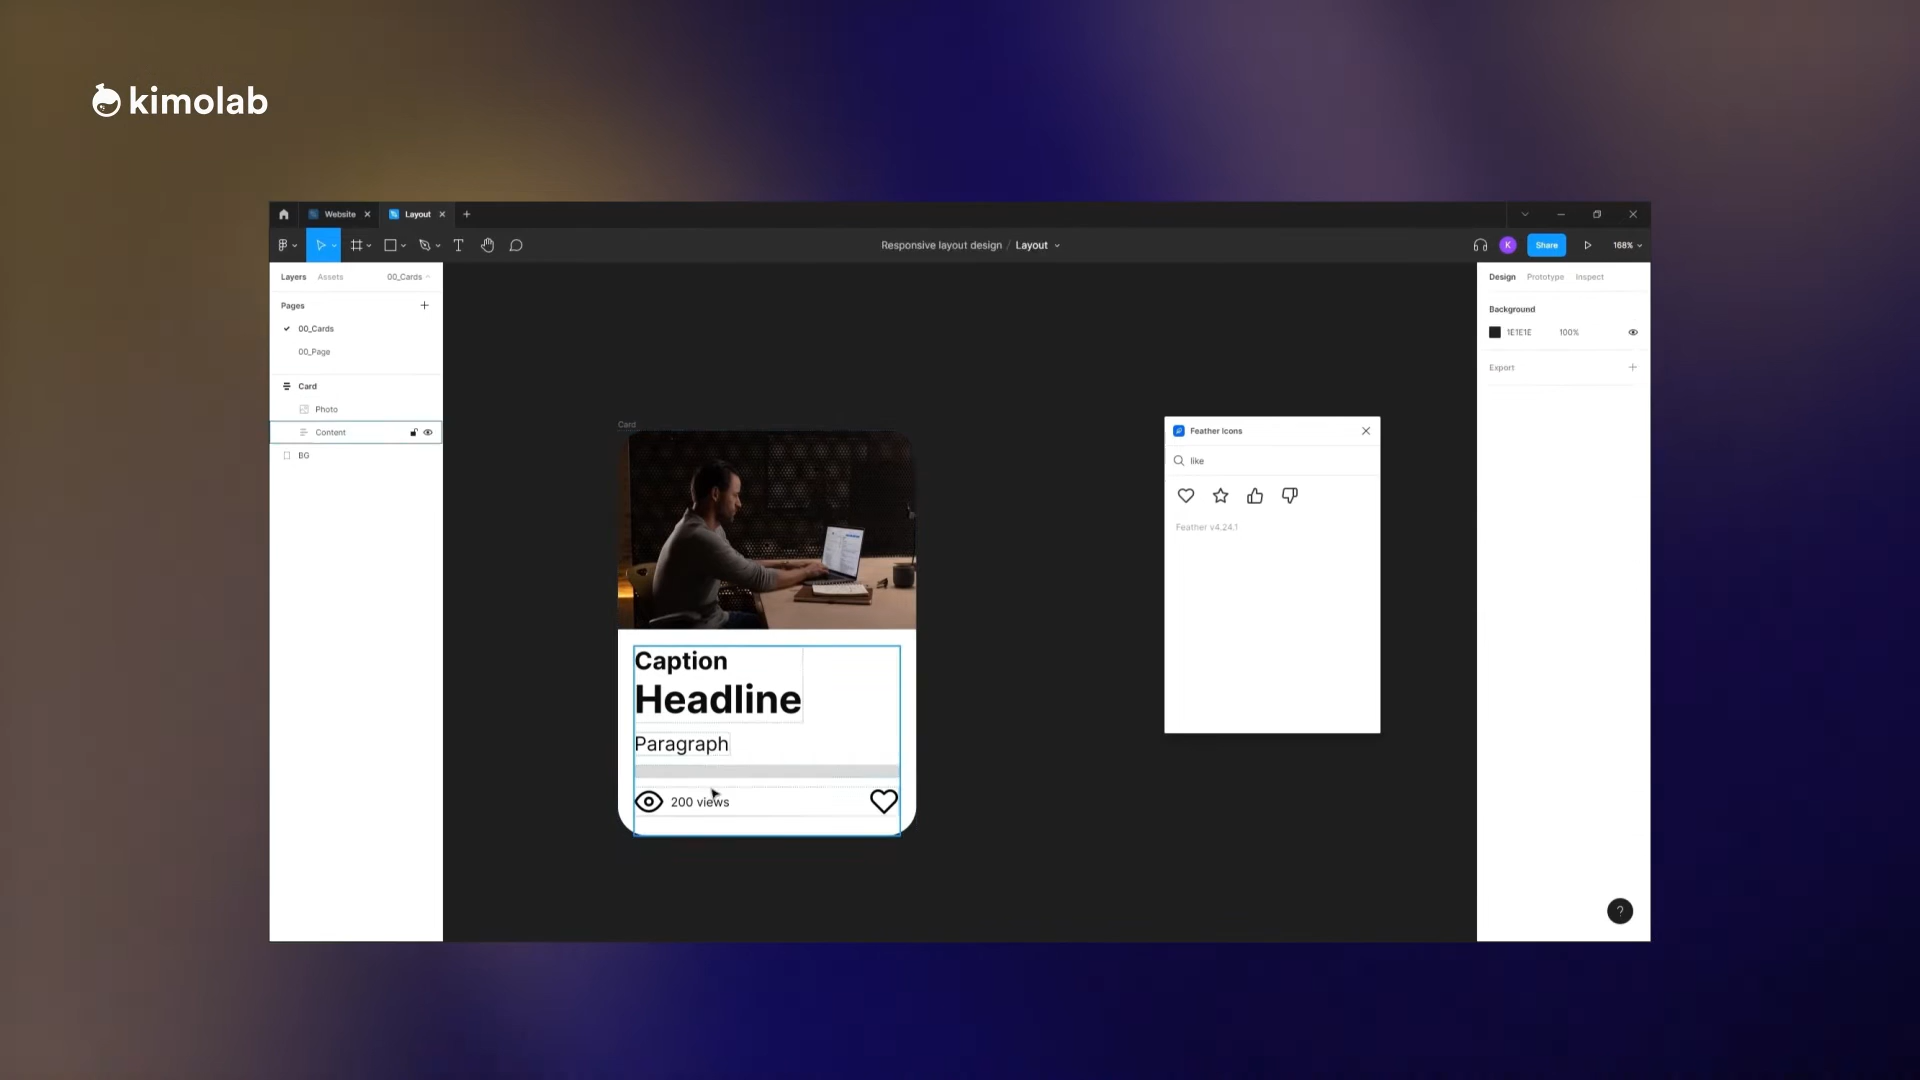 kimolab
Website
Layout
Responsive layout design / Layout
K
Share
168%
Layers
Assets
00_Cards
Pages
00_Cards
00_Page
Card
Photo
Content
BG
Card
Caption
Headline
Paragraph
200 views
Feather Icons
like
Feather v4.24.1
Design
Prototype
Inspect
Background
1E1E1E
100%
Export
?